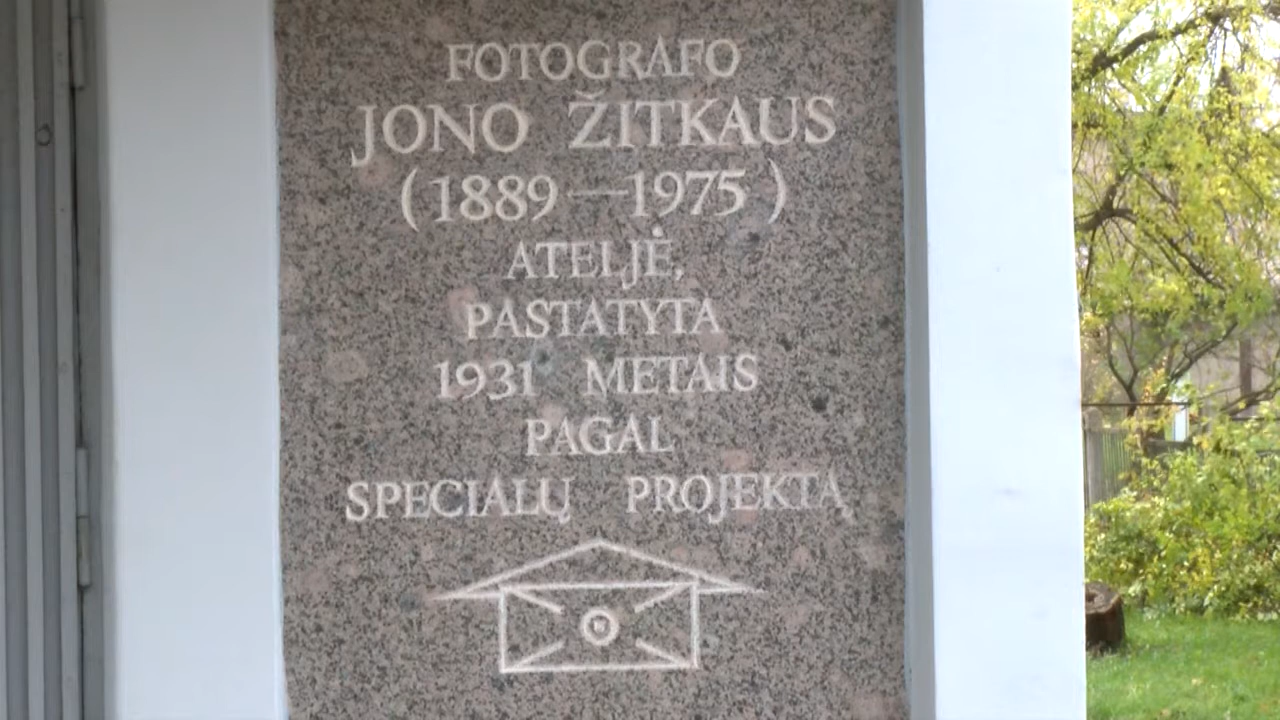 FOTOGRAFO
JONO ŽITKAUS
(1889—1975)
ATELJĖ,
PASTATYTA
1931 METAIS
PAGAL
SPECIALŲ PROJEKTĄ